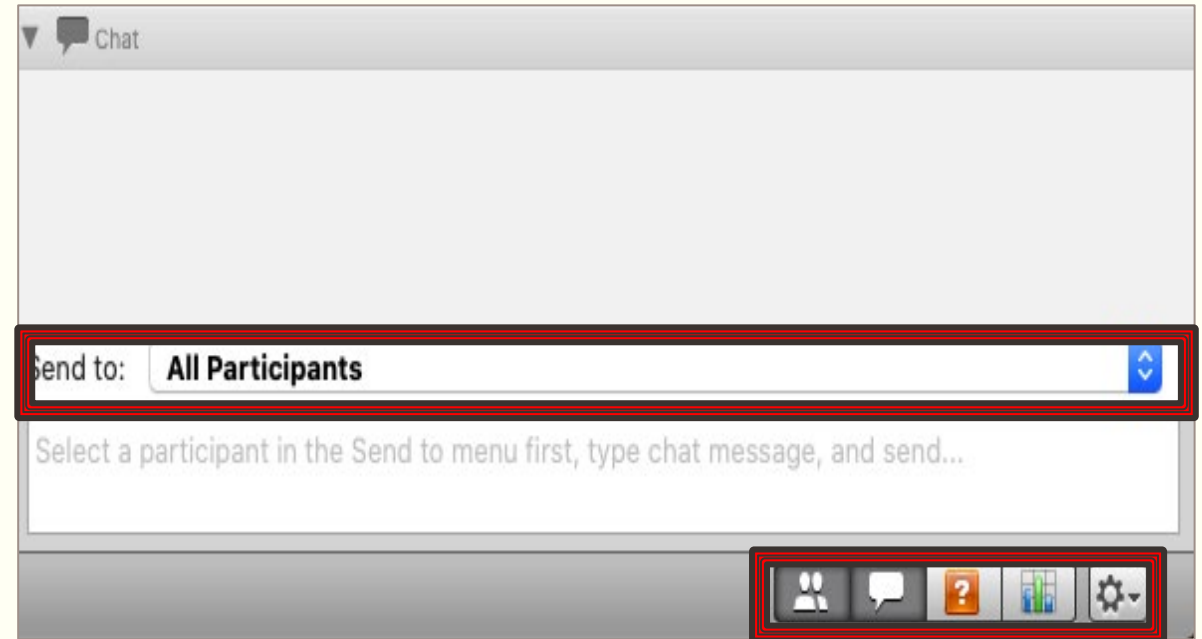 Chat
Send to: All Participants
Select a participant in the Send to menu first, type chat message, and send...
?